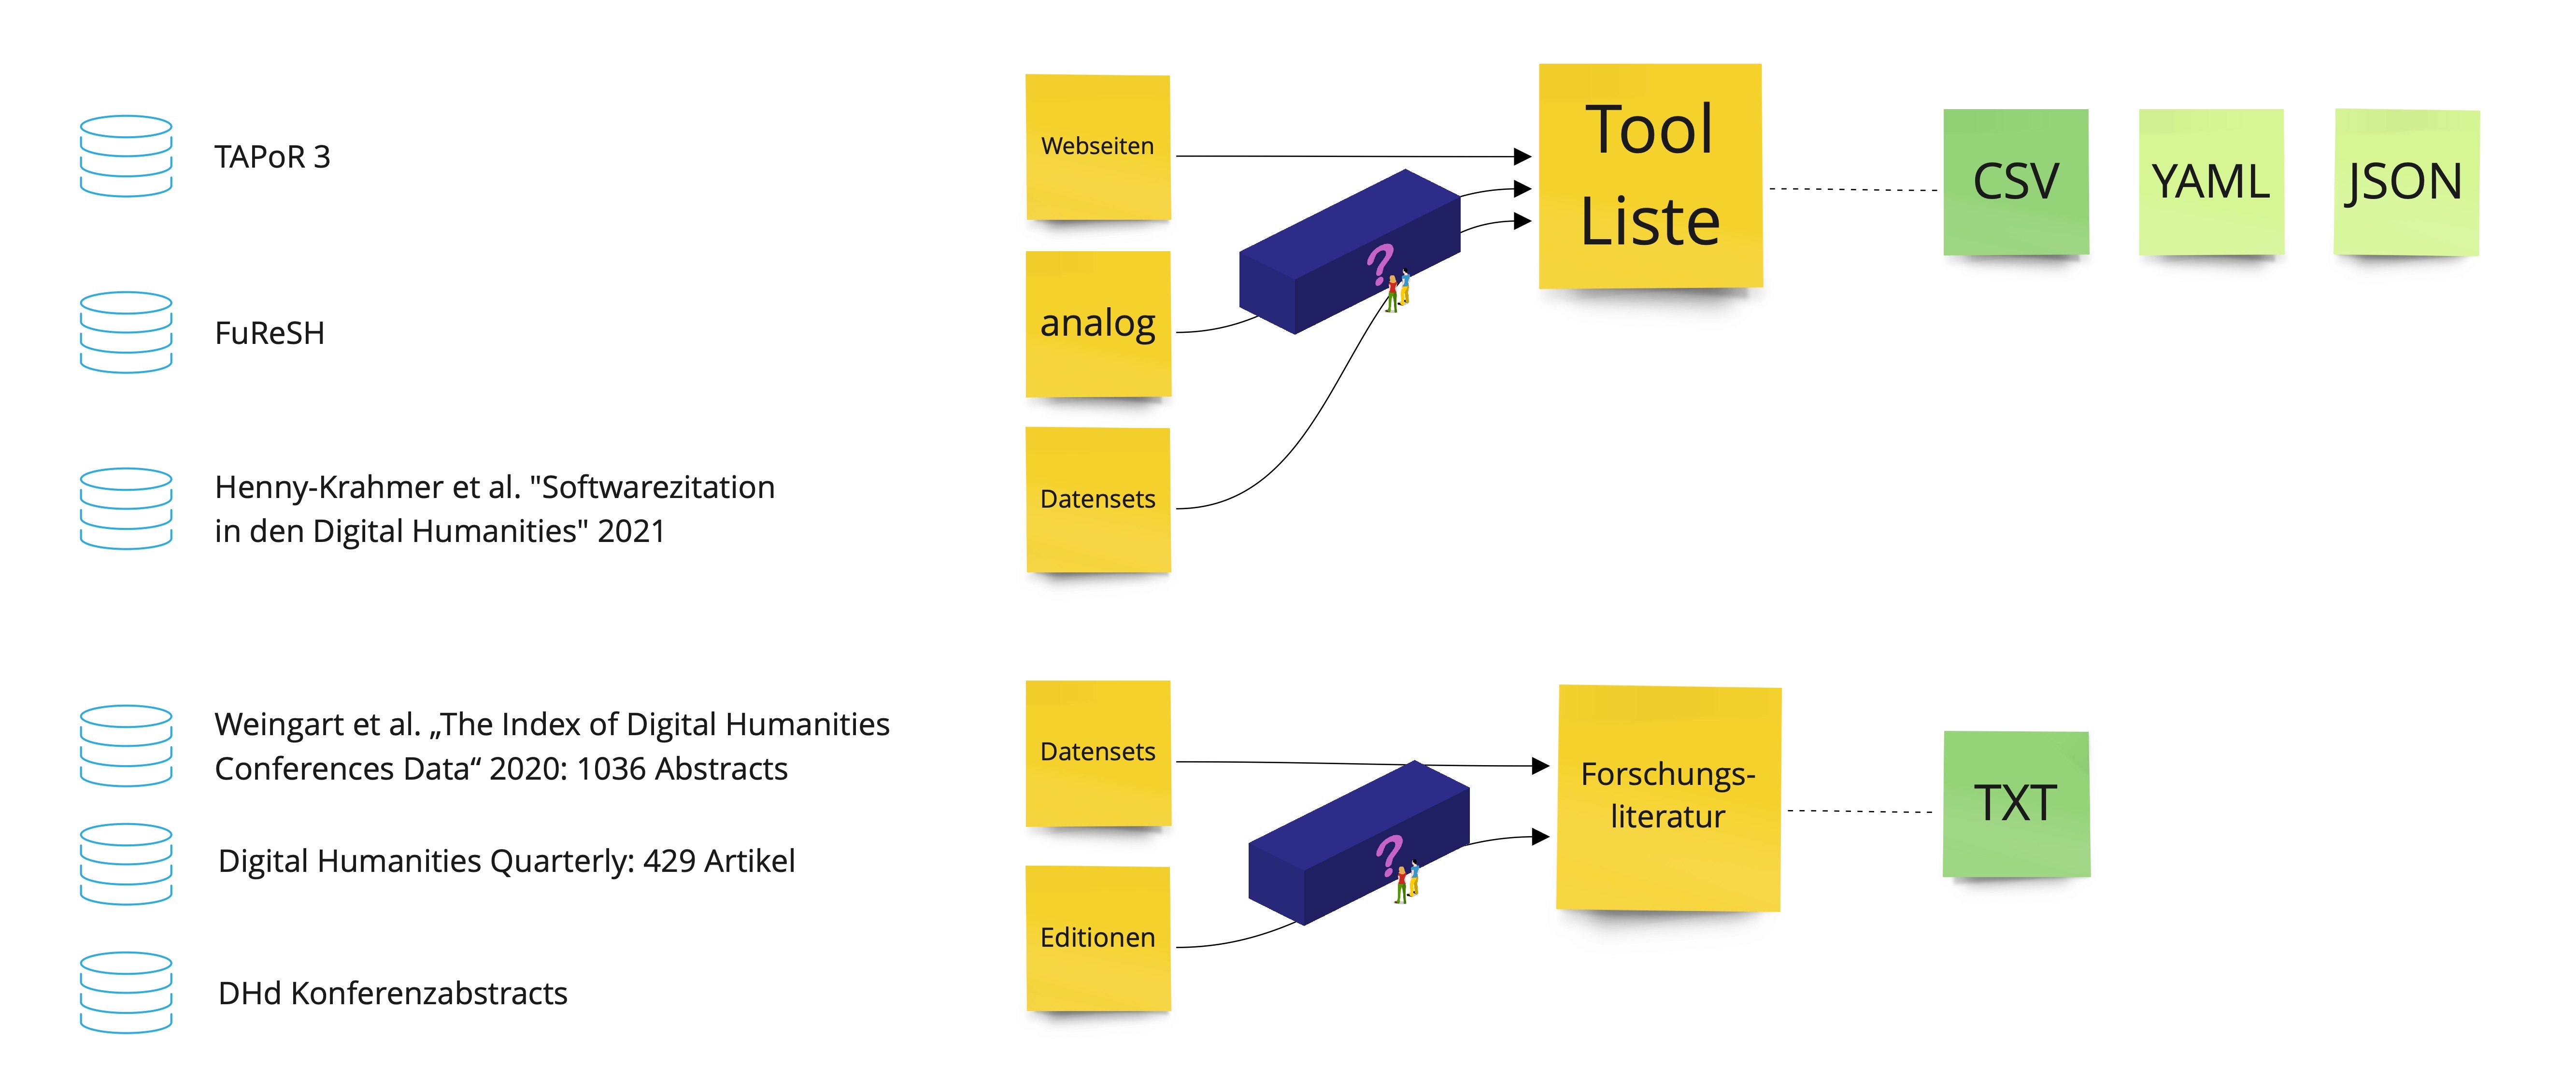 TAPoR 3
FuReSH
Henny-Krahmer et al. "Softwarezitation
in den Digital Humanities" 2021
Weingart et al. „The Index of Digital Humanities
Conferences Data“ 2020: 1036 Abstracts
Digital Humanities Quarterly: 429 Artikel
DHd Konferenzabstracts
Webseiten
analog
Datensets
?
Tool
Liste
CSV
YAML
JSON
Datensets
Editionen
?
Forschungs-
literatur
TXT